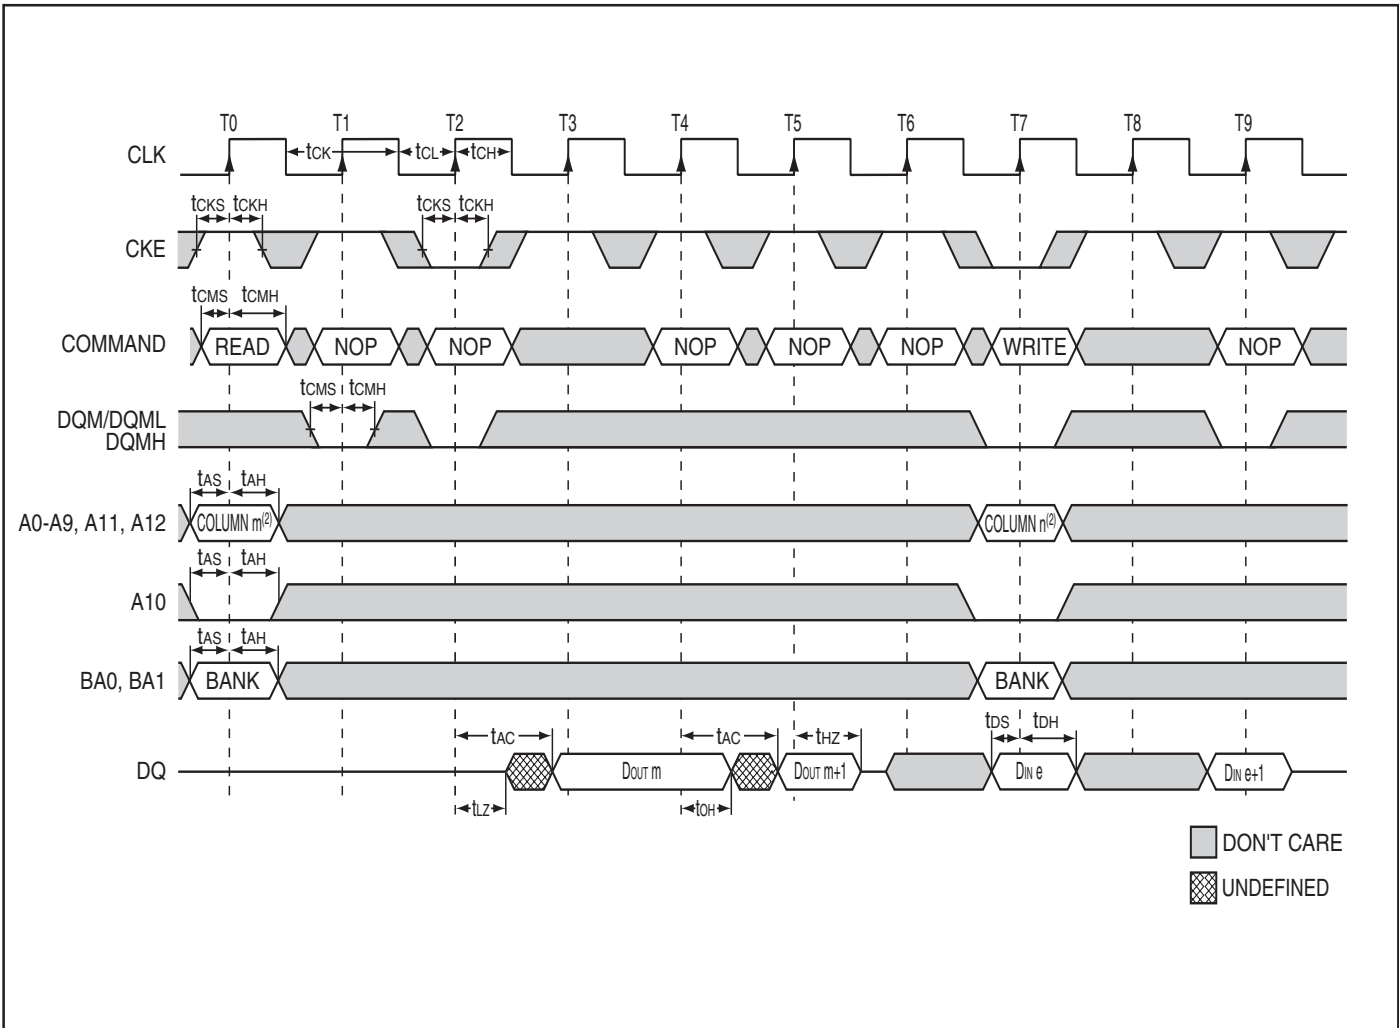 T0 T1 T2 T3 T4 T5 T6 T7 T8 T9
CLK tCK tCL tCH
tCKS tCKH tCKS tCKH
CKE
tCMS tCMH
COMMAND READ NOP NOP NOP NOP NOP WRITE NOP
tCMS tCMH
DQM/DQML
DQMH
tAS tAH
A0-A9, A11, A12 COLUMN m(2) COLUMN n(2)
tAS tAH
A10
tAS tAH
BA0, BA1 BANK BANK
tAC tAC tHZ tDS tDH
DQ DOUT m DOUT m+1 DIN e DIN e+1
tLZ tOH
DON'T CARE
UNDEFINED